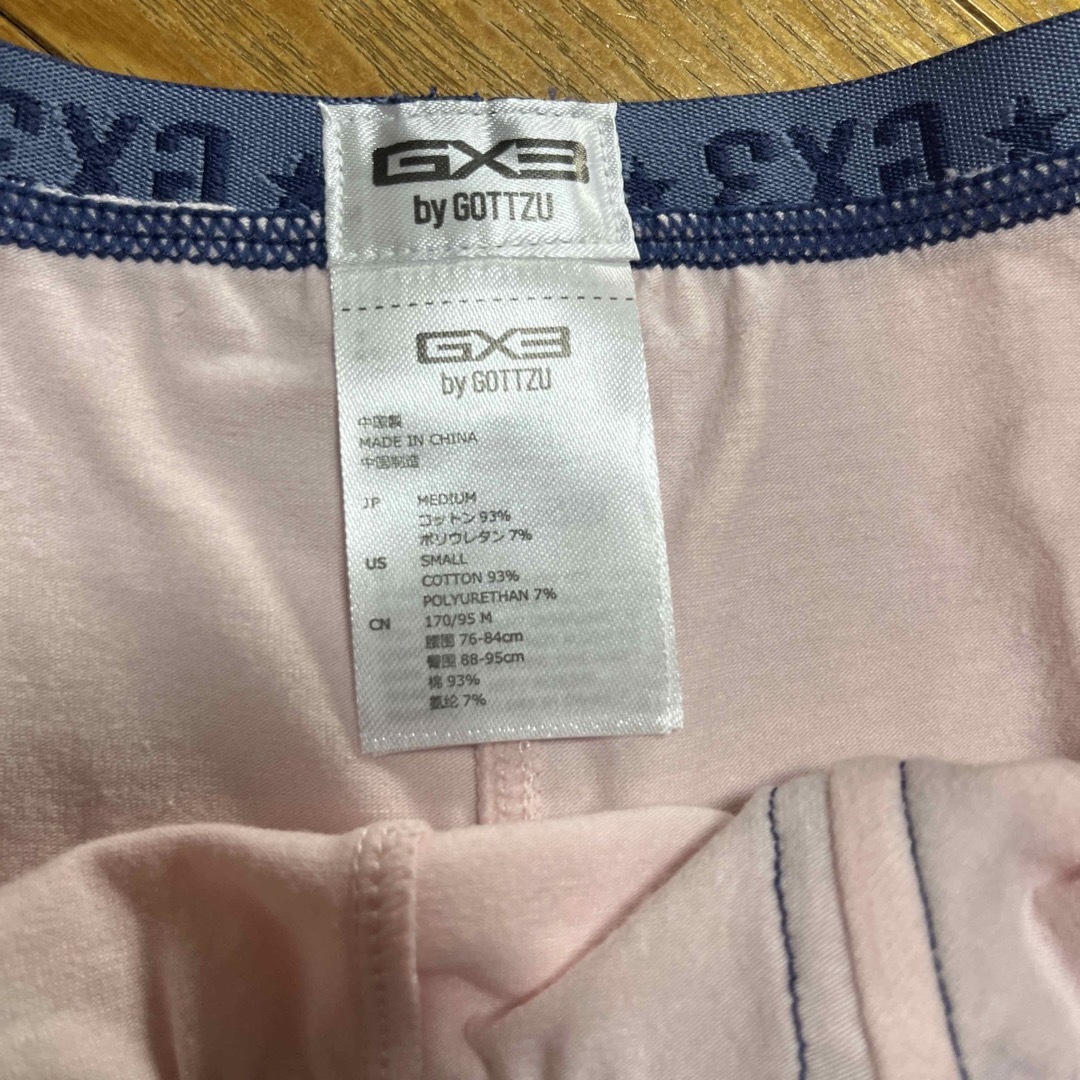 GX3
by GOTTZU
GX3
by GOTTZU
中国製
MADE IN CHINA
中国制造
JP MEDIUM
コットン 93%
ポリウレタン 7%
US SMALL
COTTON 93%
POLYURETHAN 7%
CN 170/95 M
腰围 76-84cm
臀围 88-95cm
棉 93%
氨纶 7%
GX3
GX3